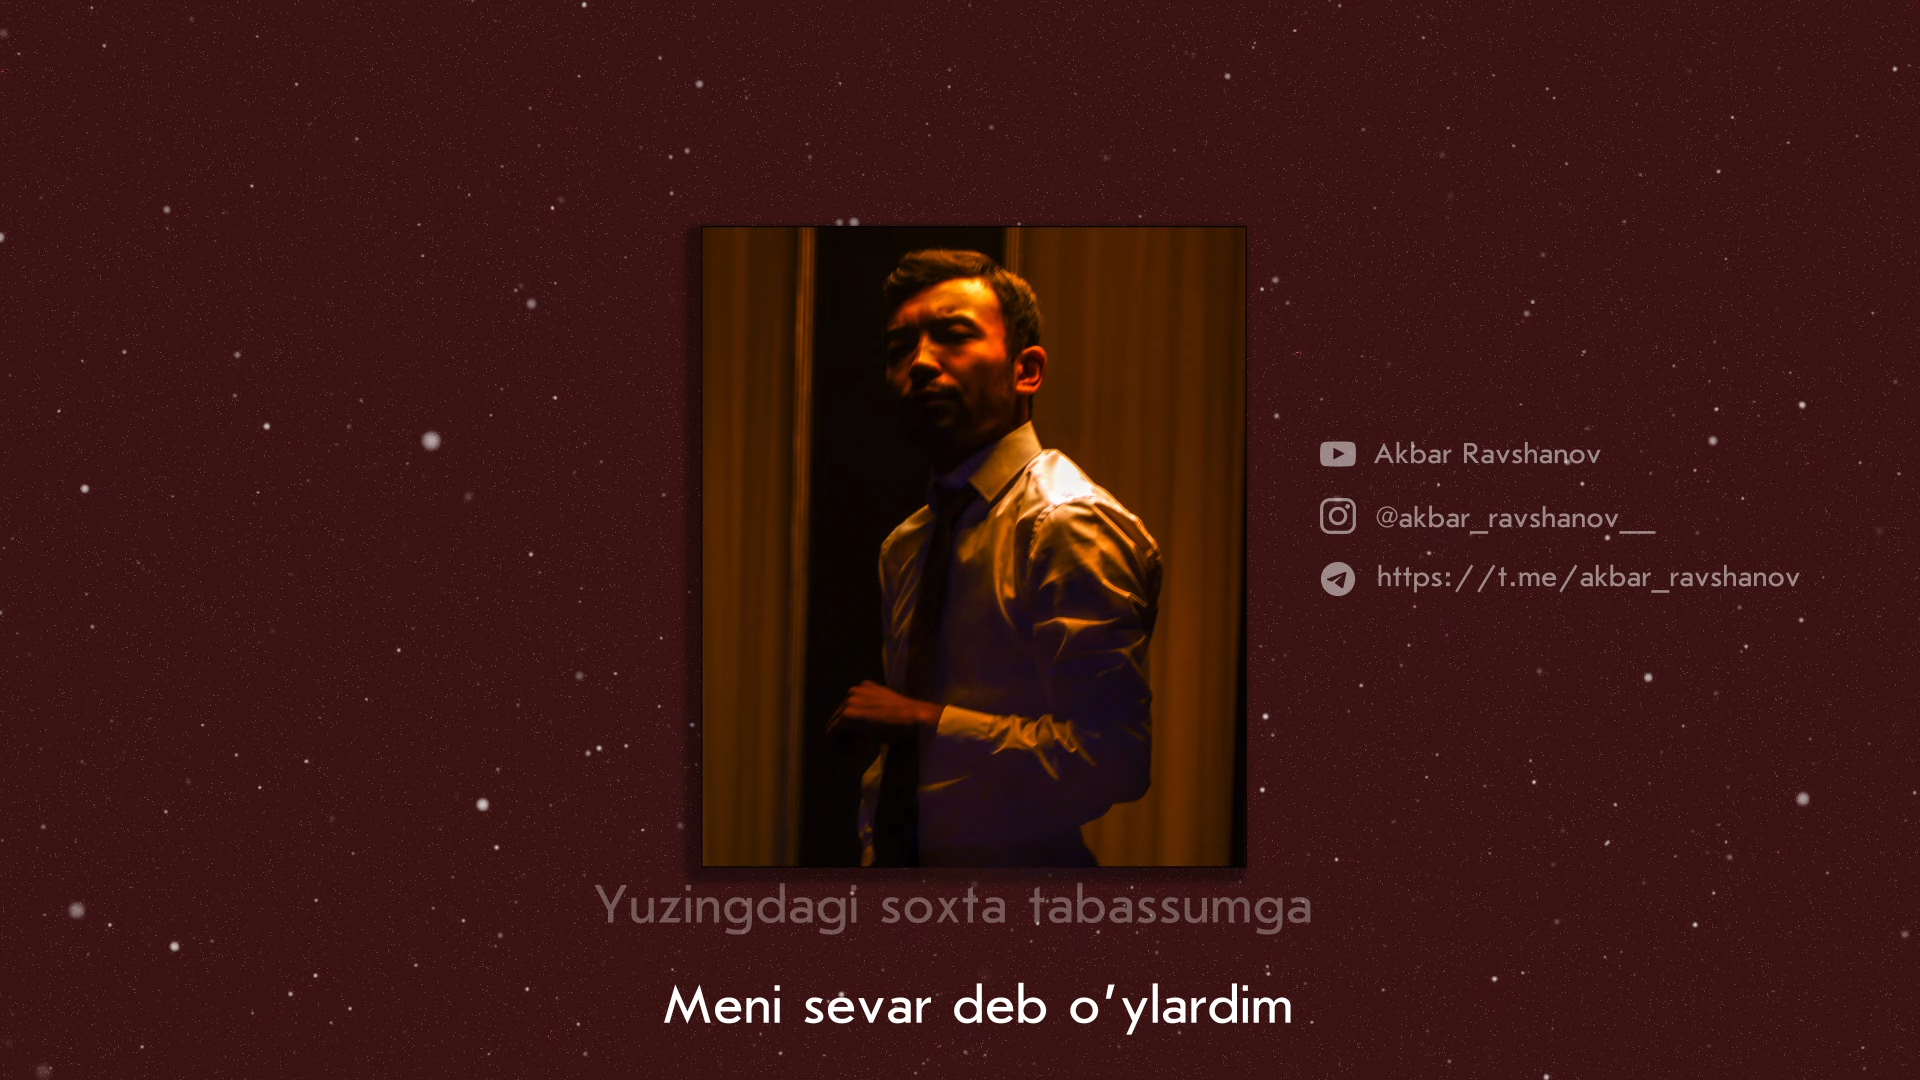 Akbar Ravshanov
@akbar_ravshanov__
https://t.me/akbar_ravshanov
Yuzingdagi soxta tabassumga
Meni sevar deb o'ylardim